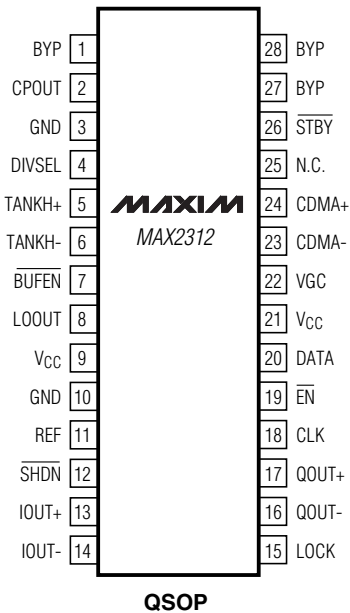 BYP 1 28 BYP
CPOUT 2 27 BYP
GND 3 26 STBY
DIVSEL 4 25 N.C.
TANKH+ 5 MAXIM 24 CDMA+
TANKH- 6 MAX2312 23 CDMA-
BUFEN 7 22 VGC
LOOUT 8 21 VCC
VCC 9 20 DATA
GND 10 19 EN
REF 11 18 CLK
SHDN 12 17 QOUT+
IOUT+ 13 16 QOUT-
IOUT- 14 15 LOCK
QSOP